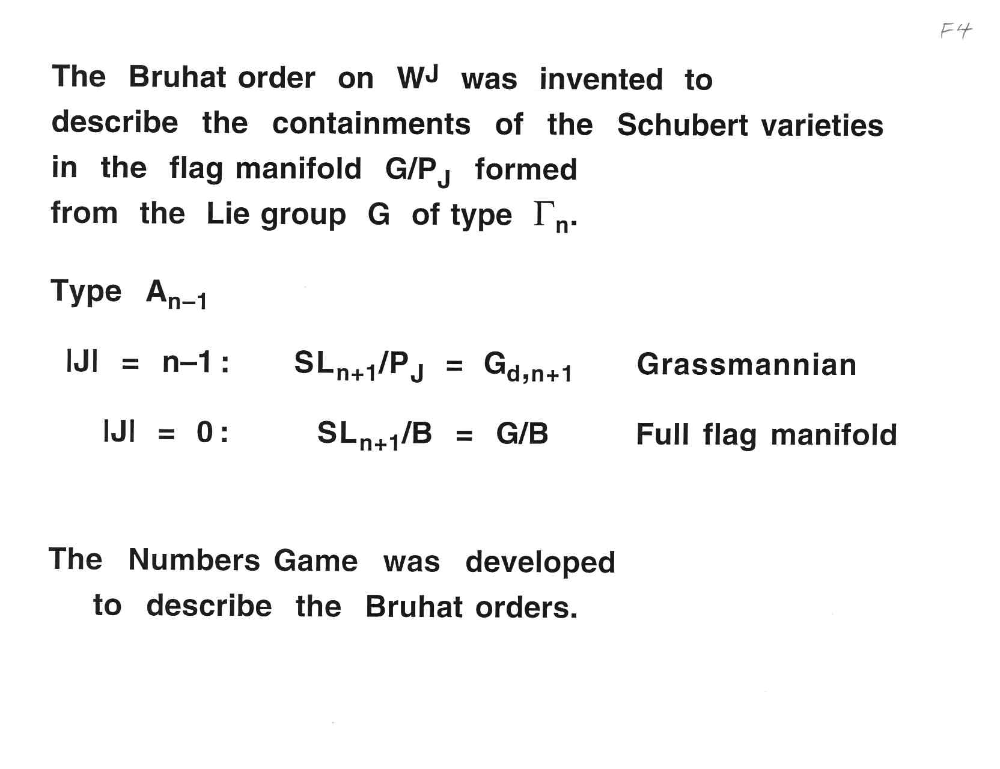 F4
The Bruhat order on W^J was invented to
describe the containments of the Schubert varieties
in the flag manifold G/P_J formed
from the Lie group G of type Γ_n.
Type A_{n–1}
|J| = n–1: SL_{n+1}/P_J = G_{d,n+1} Grassmannian
|J| = 0: SL_{n+1}/B = G/B Full flag manifold
The Numbers Game was developed
to describe the Bruhat orders.